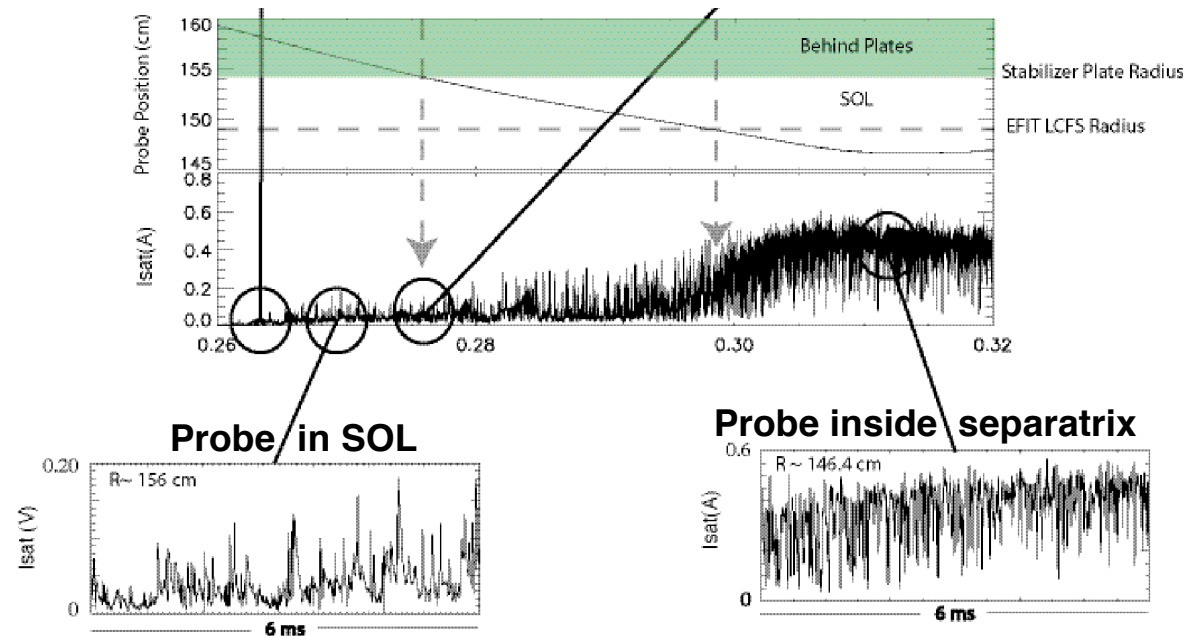 160
155
150
145
Probe Position (cm)
Behind Plates
Stabilizer Plate Radius
SOL
EFIT LCFS Radius
0.8
0.6
0.4
0.2
0.0
Isat(A)
0.26
0.28
0.30
0.32
Probe in SOL
0.20
R~ 156 cm
Isat (V)
0
6 ms
Probe inside separatrix
0.6
R ~ 146.4 cm
Isat(A)
0
6 ms